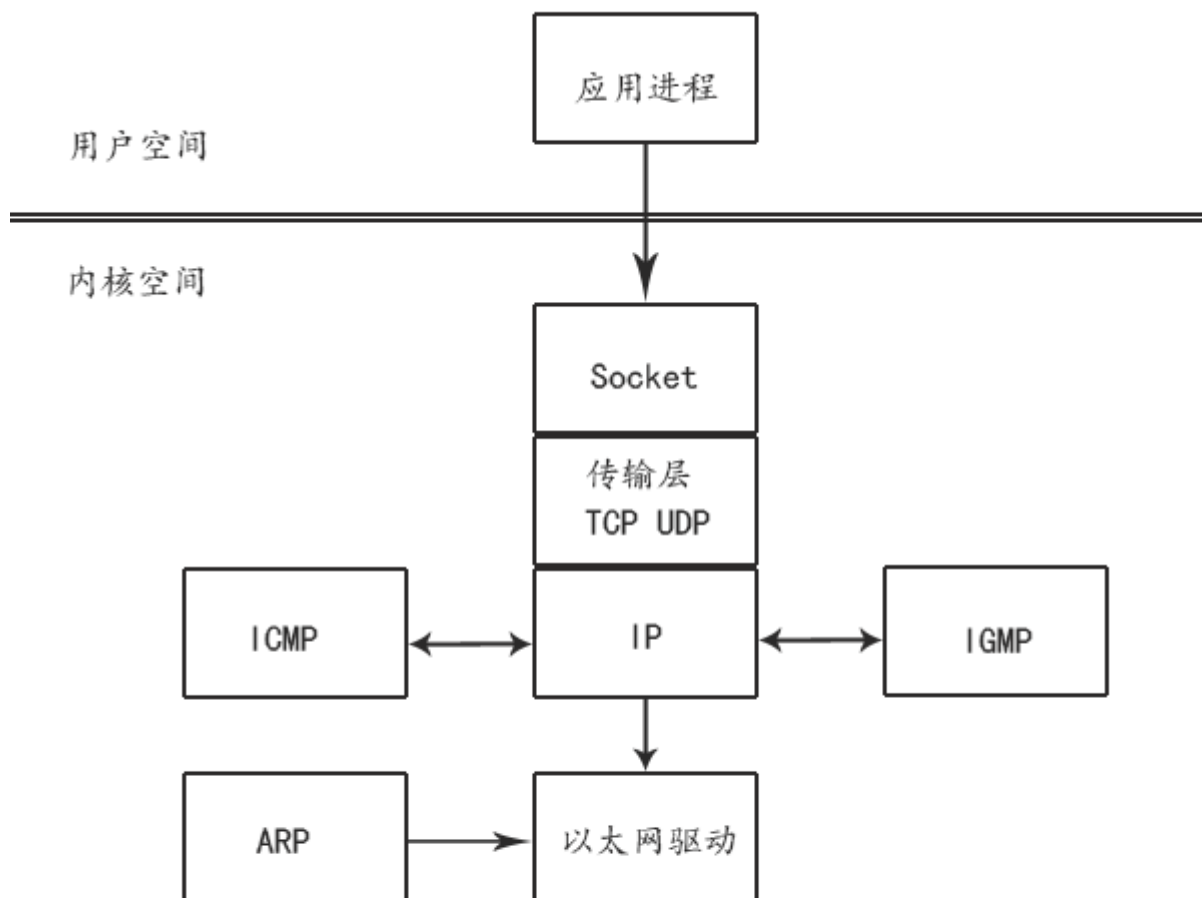 应用进程
用户空间
内核空间
Socket
传输层
TCP UDP
ICMP
IP
IGMP
ARP
以太网驱动